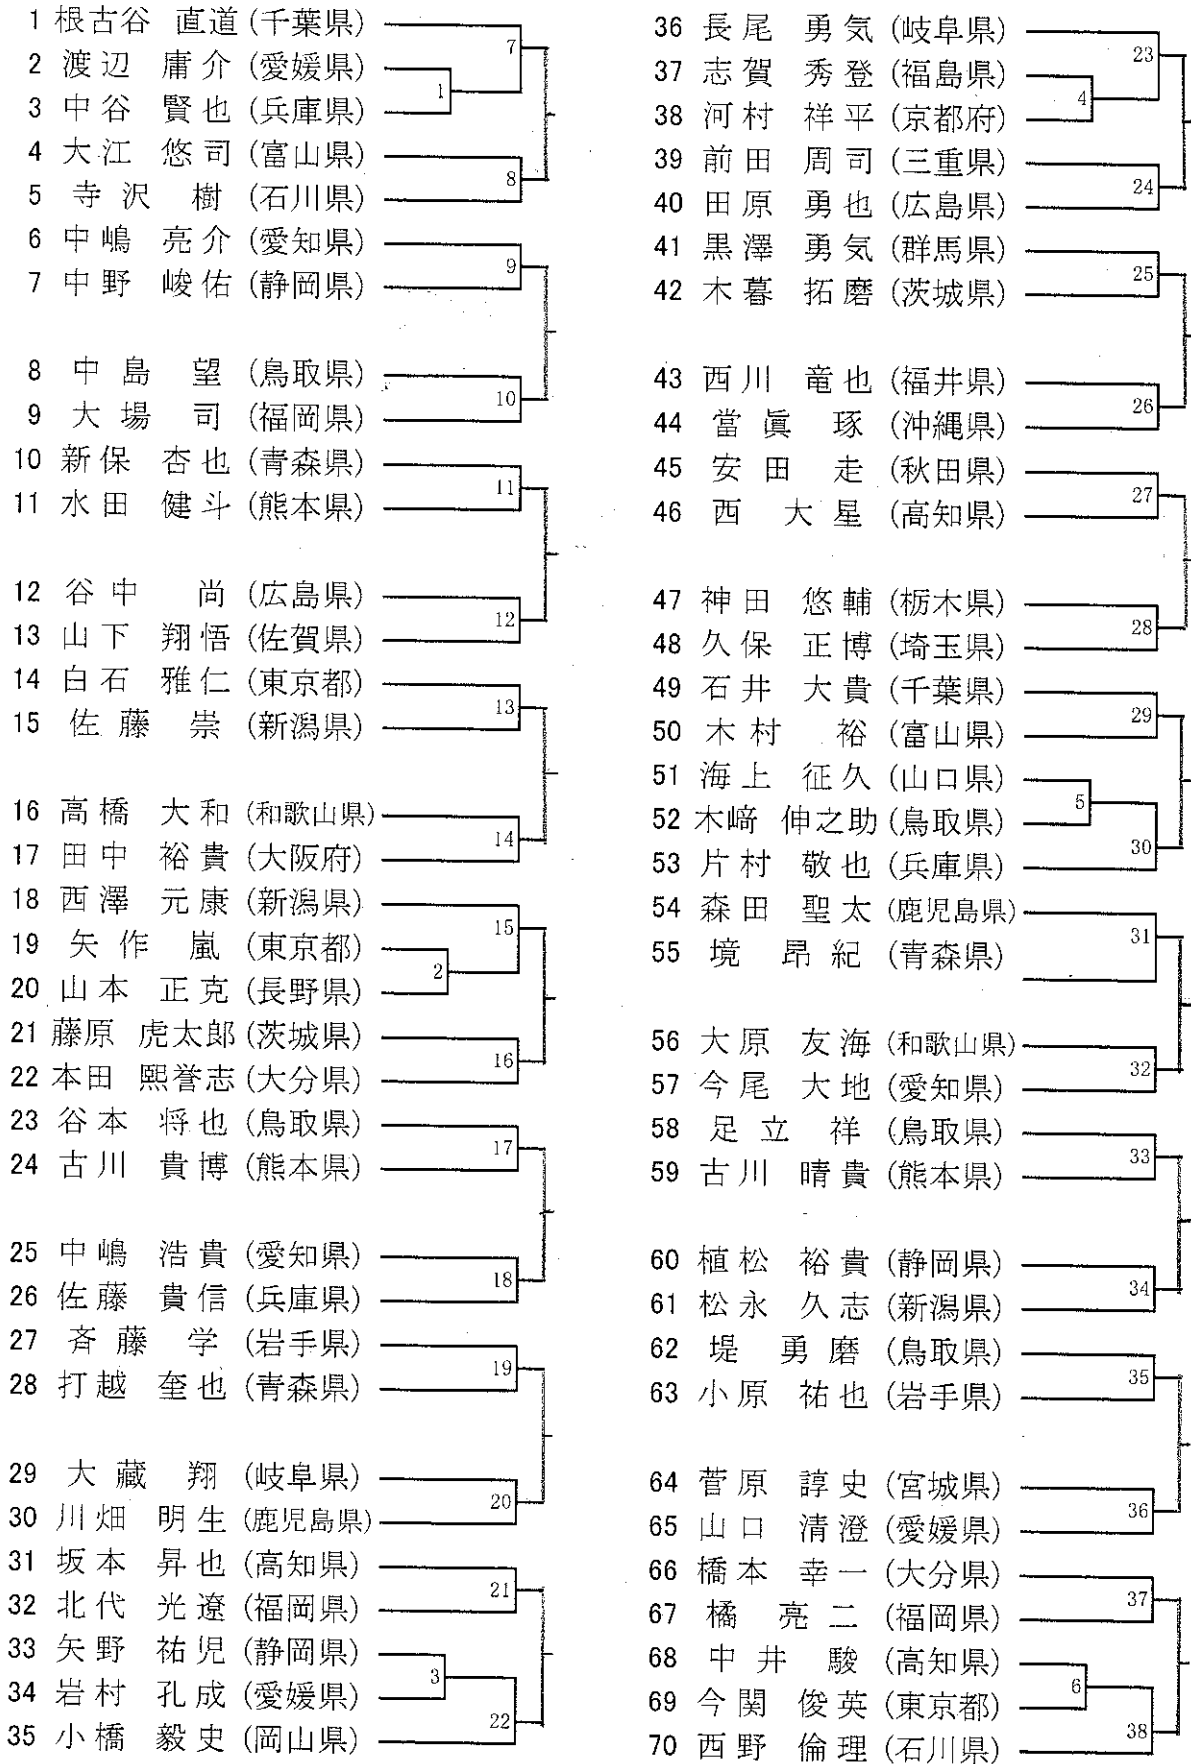 1 根古谷 直道 (千葉県)
2 渡辺 庸介 (愛媛県)
3 中谷 賢也 (兵庫県)
4 大江 悠司 (富山県)
5 寺沢 樹 (石川県)
6 中嶋 亮介 (愛知県)
7 中野 峻佑 (静岡県)
8 中島 望 (鳥取県)
9 大場 司 (福岡県)
10 新保 杏也 (青森県)
11 水田 健斗 (熊本県)
12 谷中 尚 (広島県)
13 山下 翔悟 (佐賀県)
14 白石 雅仁 (東京都)
15 佐藤 崇 (新潟県)
16 高橋 大和 (和歌山県)
17 田中 裕貴 (大阪府)
18 西澤 元康 (新潟県)
19 矢作 嵐 (東京都)
20 山本 正克 (長野県)
21 藤原 虎太郎 (茨城県)
22 本田 熙誉志 (大分県)
23 谷本 将也 (鳥取県)
24 古川 貴博 (熊本県)
25 中嶋 浩貴 (愛知県)
26 佐藤 貴信 (兵庫県)
27 斉藤 学 (岩手県)
28 打越 奎也 (青森県)
29 大蔵 翔 (岐阜県)
30 川畑 明生 (鹿児島県)
31 坂本 昇也 (高知県)
32 北代 光遼 (福岡県)
33 矢野 祐児 (静岡県)
34 岩村 孔成 (愛媛県)
35 小橋 毅史 (岡山県)
7
1
8
9
10
11
12
13
14
15
2
16
17
18
19
20
21
3
22
36 長尾 勇気 (岐阜県)
37 志賀 秀登 (福島県)
38 河村 祥平 (京都府)
39 前田 周司 (三重県)
40 田原 勇也 (広島県)
41 黒澤 勇気 (群馬県)
42 木暮 拓磨 (茨城県)
43 西川 竜也 (福井県)
44 當眞 琢 (沖縄県)
45 安田 走 (秋田県)
46 西 大星 (高知県)
47 神田 悠輔 (栃木県)
48 久保 正博 (埼玉県)
49 石井 大貴 (千葉県)
50 木村 裕 (富山県)
51 海上 征久 (山口県)
52 木﨑 伸之助 (鳥取県)
53 片村 敬也 (兵庫県)
54 森田 聖太 (鹿児島県)
55 境 昂紀 (青森県)
56 大原 友海 (和歌山県)
57 今尾 大地 (愛知県)
58 足立 祥 (鳥取県)
59 古川 晴貴 (熊本県)
60 植松 裕貴 (静岡県)
61 松永 久志 (新潟県)
62 堤 勇磨 (鳥取県)
63 小原 祐也 (岩手県)
64 菅原 諄史 (宮城県)
65 山口 清澄 (愛媛県)
66 橋本 幸一 (大分県)
67 橘 亮二 (福岡県)
68 中井 駿 (高知県)
69 今関 俊英 (東京都)
70 西野 倫理 (石川県)
23
4
24
25
26
27
28
29
5
30
31
32
33
34
35
36
37
6
38